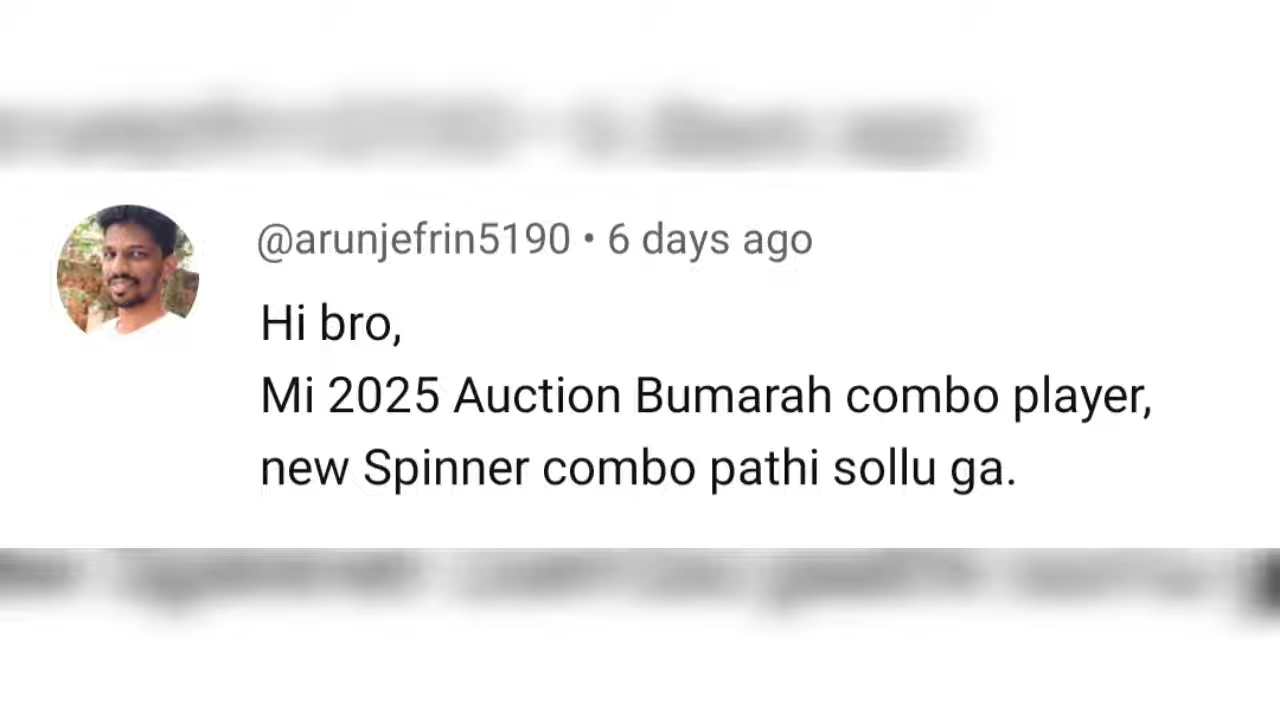 @arunjefrin5190 • 6 days ago
Hi bro,
Mi 2025 Auction Bumarah combo player,
new Spinner combo pathi sollu ga.